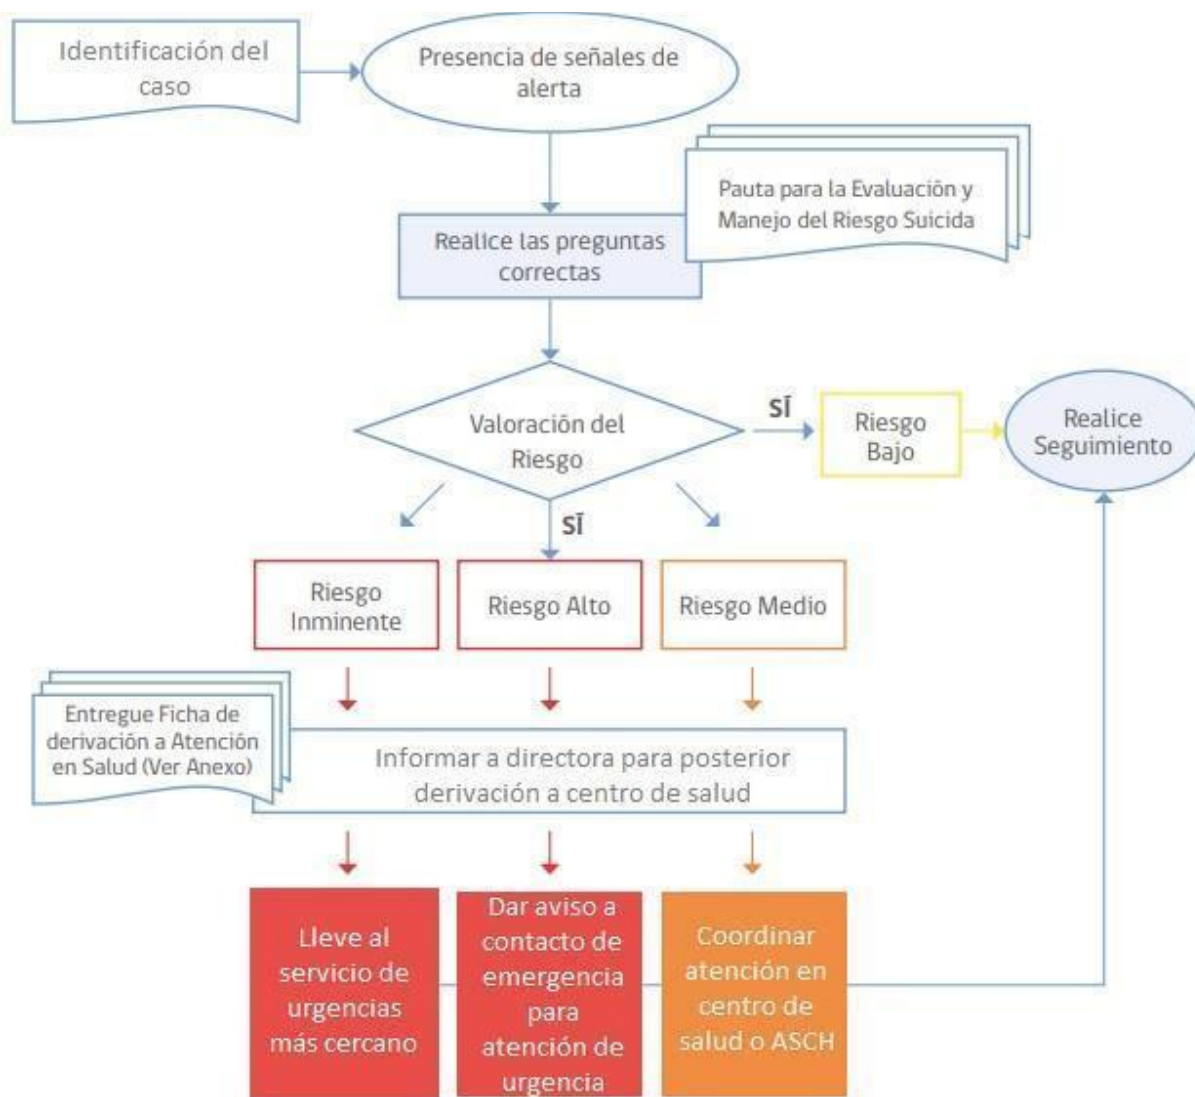 Identificación del
caso
Presencia de señales de
alerta
Pauta para la Evaluación y
Manejo del Riesgo Suicida
Realice las preguntas
correctas
Valoración del
Riesgo
SÍ
Riesgo
Bajo
Realice
Seguimiento
SÍ
Riesgo
Inminente
Riesgo Alto
Riesgo Medio
Entregue Ficha de
derivación a Atención
en Salud (Ver Anexo)
Informar a directora para posterior
derivación a centro de salud
Lleve al
servicio de
urgencias
más cercano
Dar aviso a
contacto de
emergencia
para
atención de
urgencia
Coordinar
atención en
centro de
salud o ASCH